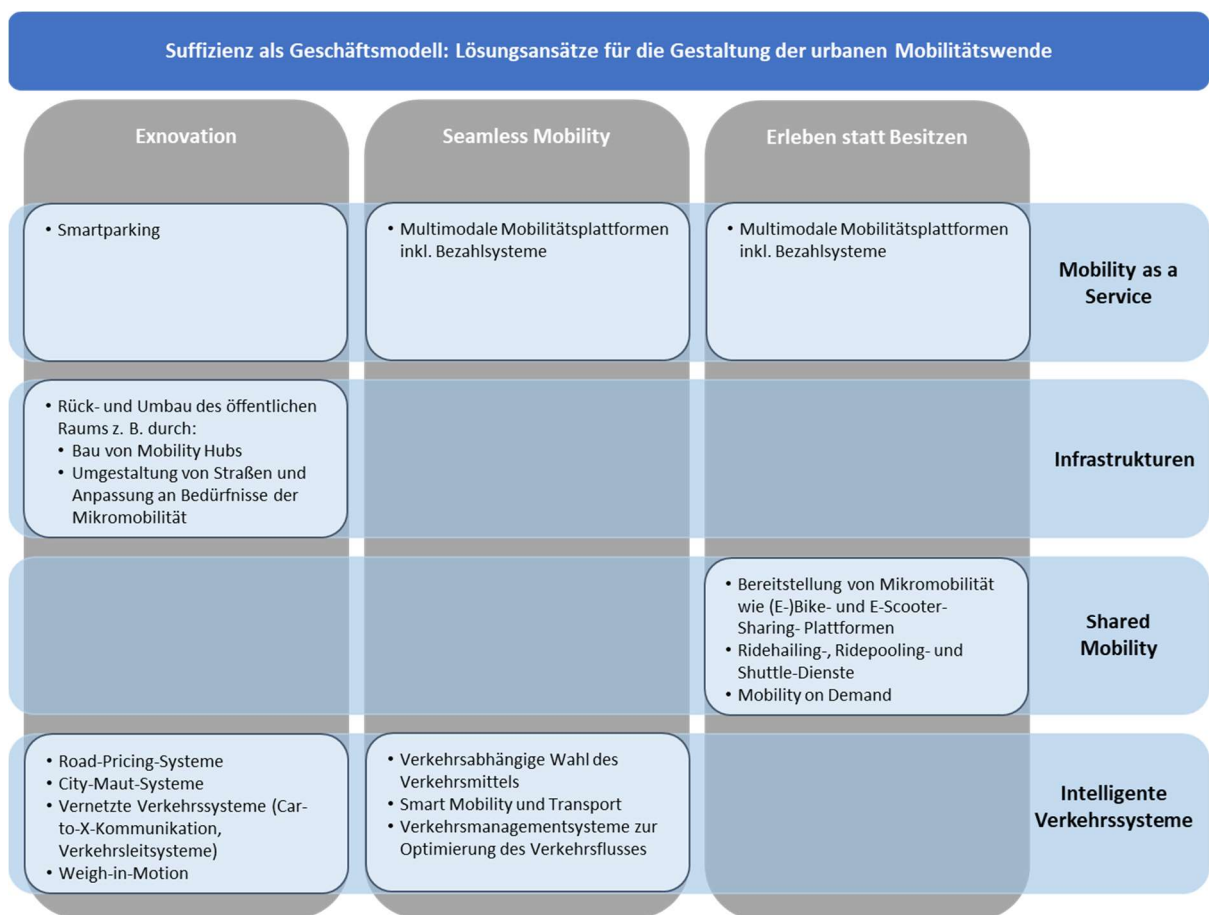 Suffizienz als Geschäftsmodell: Lösungsansätze für die Gestaltung der urbanen Mobilitätswende
Exnovation
Seamless Mobility
Erleben statt Besitzen
• Smartparking
• Multimodale Mobilitätsplattformen
inkl. Bezahlsysteme
• Multimodale Mobilitätsplattformen
inkl. Bezahlsysteme
Mobility as a
Service
• Rück- und Umbau des öffentlichen
Raums z. B. durch:
• Bau von Mobility Hubs
• Umgestaltung von Straßen und
Anpassung an Bedürfnisse der
Mikromobilität
Infrastrukturen
• Bereitstellung von Mikromobilität
wie (E-)Bike- und E-Scooter-
Sharing- Plattformen
• Ridehailing-, Ridepooling- und
Shuttle-Dienste
• Mobility on Demand
Shared
Mobility
• Road-Pricing-Systeme
• City-Maut-Systeme
• Vernetzte Verkehrssysteme (Car-
to-X-Kommunikation,
Verkehrsleitsysteme)
• Weigh-in-Motion
• Verkehrsabhängige Wahl des
Verkehrsmittels
• Smart Mobility und Transport
• Verkehrsmanagementsysteme zur
Optimierung des Verkehrsflusses
Intelligente
Verkehrssysteme